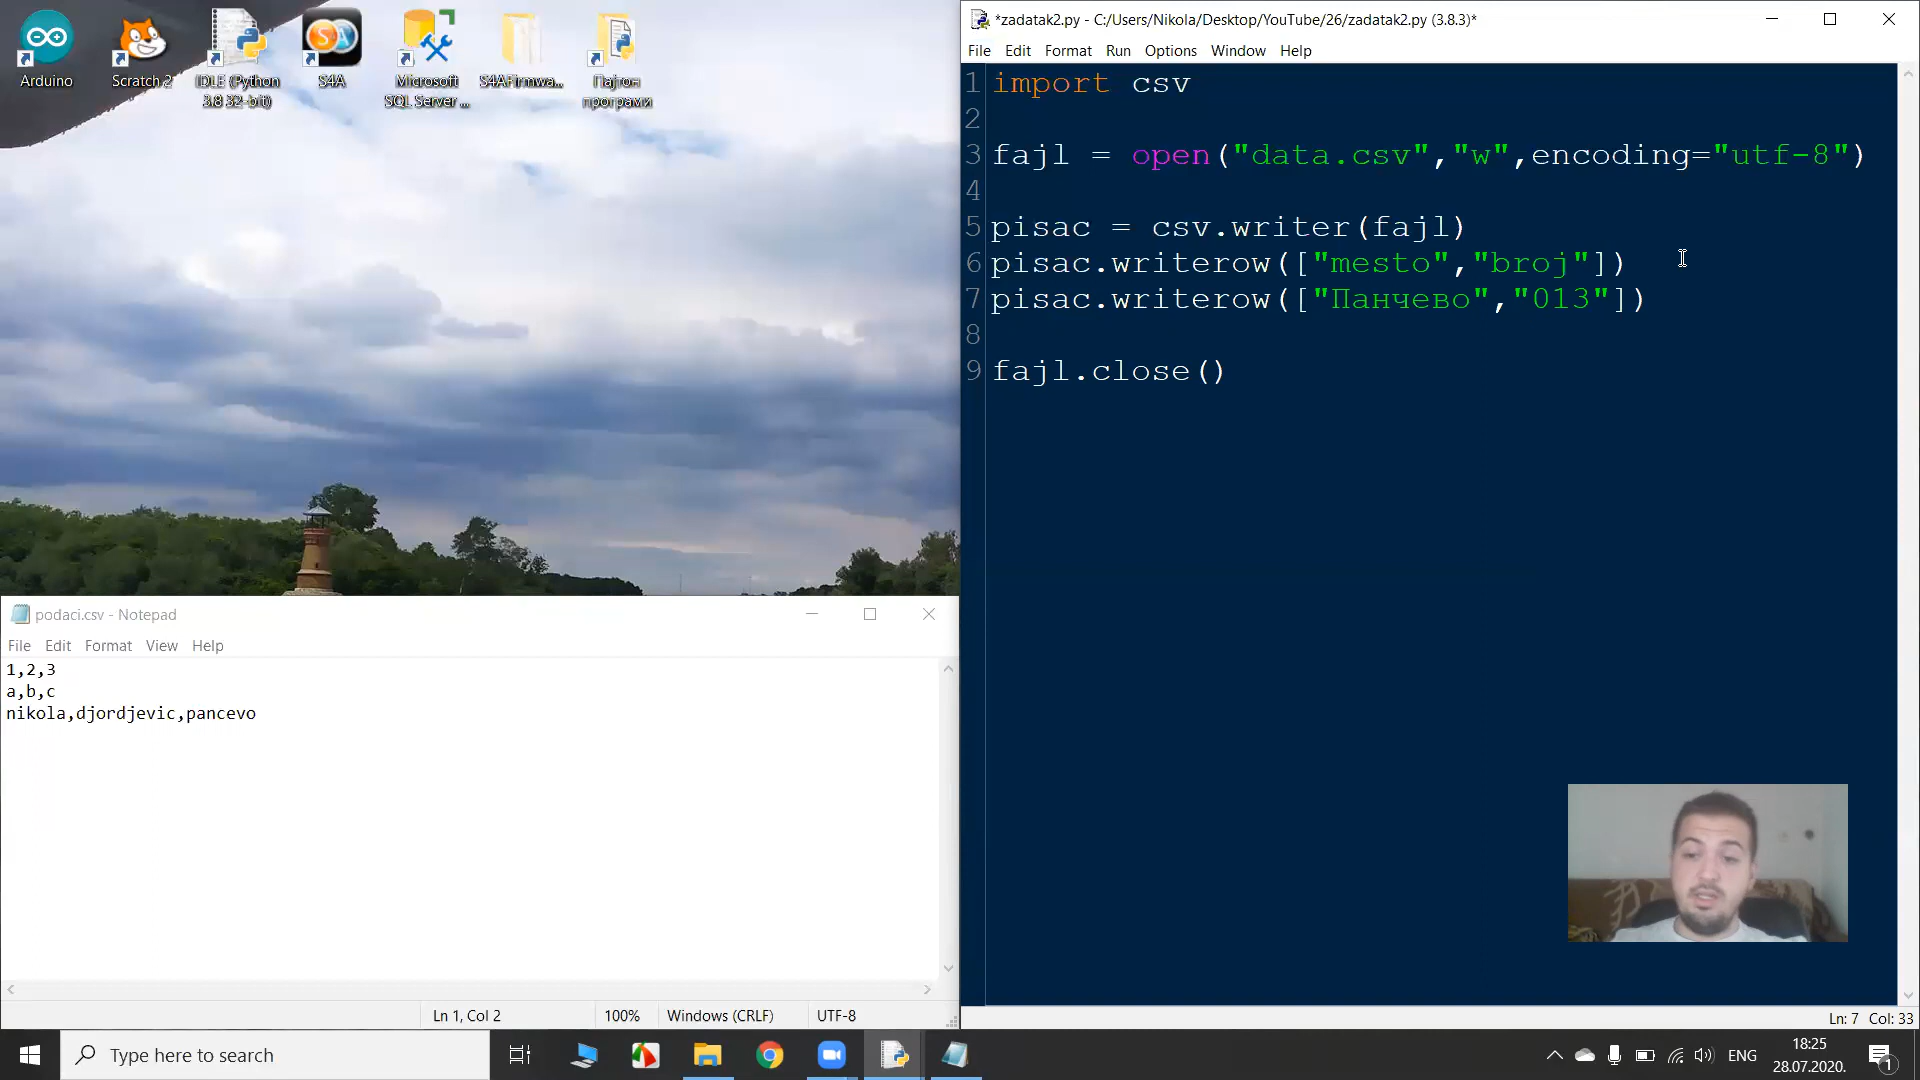 Arduino
Scratch 2
IDLE (Python
3.8 32-bit)
S4A
Microsoft
SQL Server ...
S4AFirmwa...
Пајтон
програми
*zadatak2.py - C:/Users/Nikola/Desktop/YouTube/26/zadatak2.py (3.8.3)*
File Edit Format Run Options Window Help
1 import csv
2
3 fajl = open("data.csv","w",encoding="utf-8")
4
5 pisac = csv.writer(fajl)
6 pisac.writerow(["mesto","broj"])
7 pisac.writerow(["Панчево","013"])
8
9 fajl.close()
Ln: 7 Col: 33
podaci.csv - Notepad
File Edit Format View Help
1,2,3
a,b,c
nikola,djordjevic,pancevo
Ln 1, Col 2 100% Windows (CRLF) UTF-8
Type here to search
ENG
18:25
28.07.2020.
1